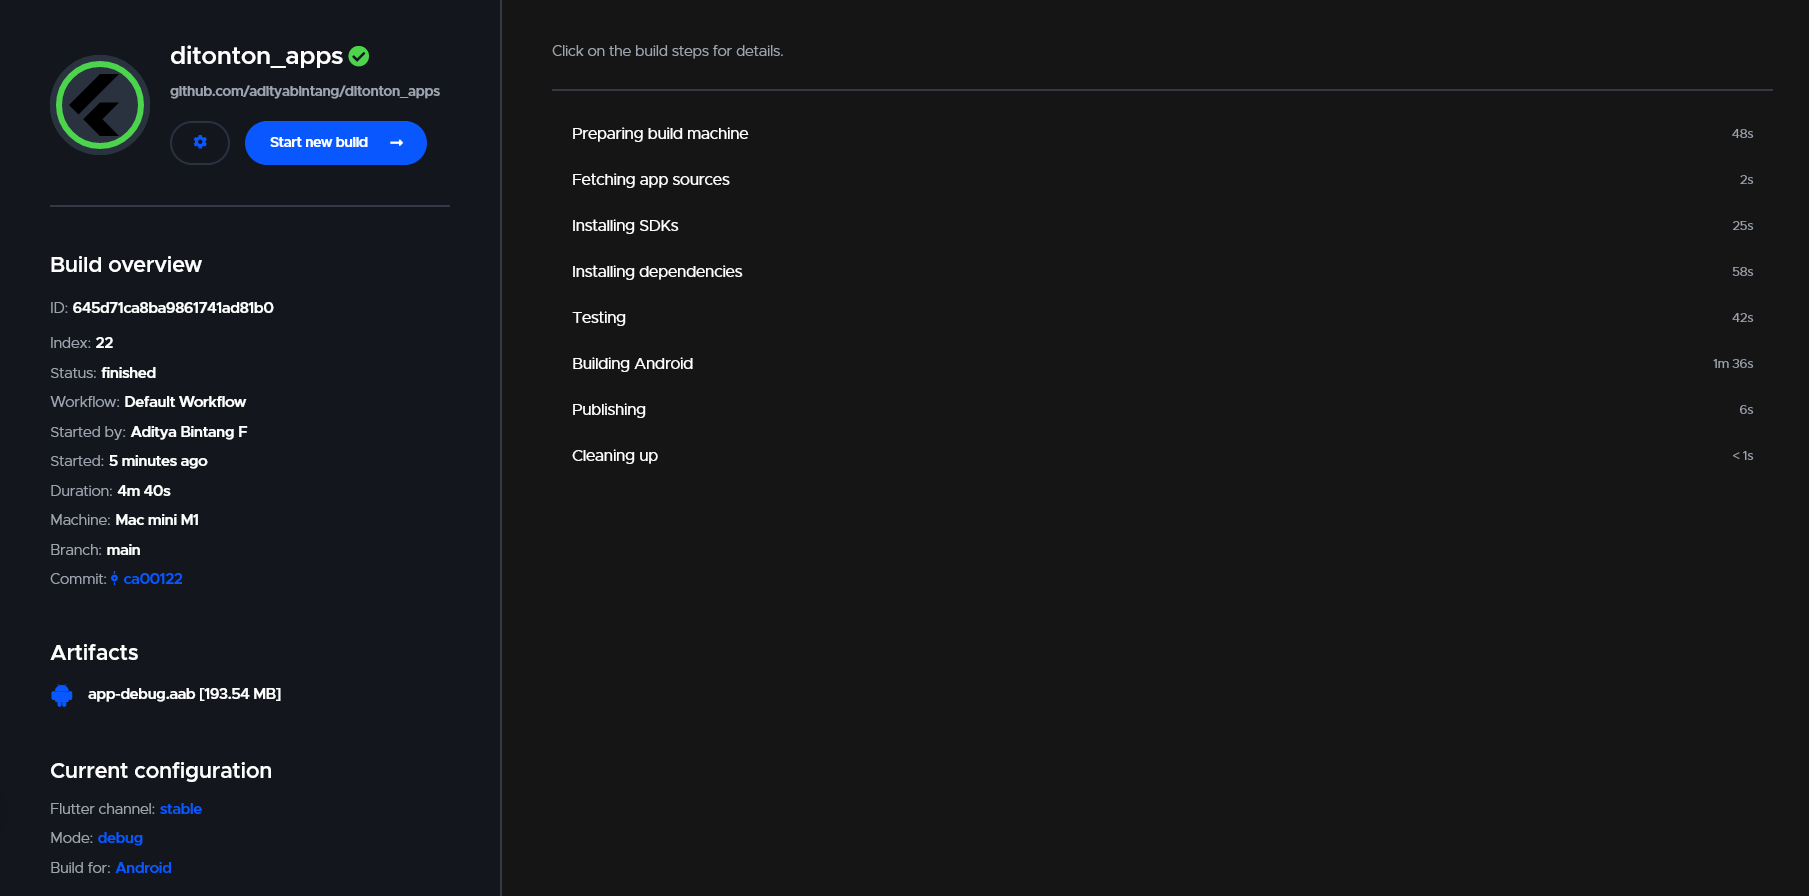 ditonton_apps
github.com/adityabintang/ditonton_apps
Start new build
Build overview
ID: 645d71ca8ba9861741ad81b0
Index: 22
Status: finished
Workflow: Default Workflow
Started by: Aditya Bintang F
Started: 5 minutes ago
Duration: 4m 40s
Machine: Mac mini M1
Branch: main
Commit: ca00122
Artifacts
app-debug.aab [193.54 MB]
Current configuration
Flutter channel: stable
Mode: debug
Build for: Android
Click on the build steps for details.
Preparing build machine 48s
Fetching app sources 2s
Installing SDKs 25s
Installing dependencies 58s
Testing 42s
Building Android 1m 36s
Publishing 6s
Cleaning up < 1s